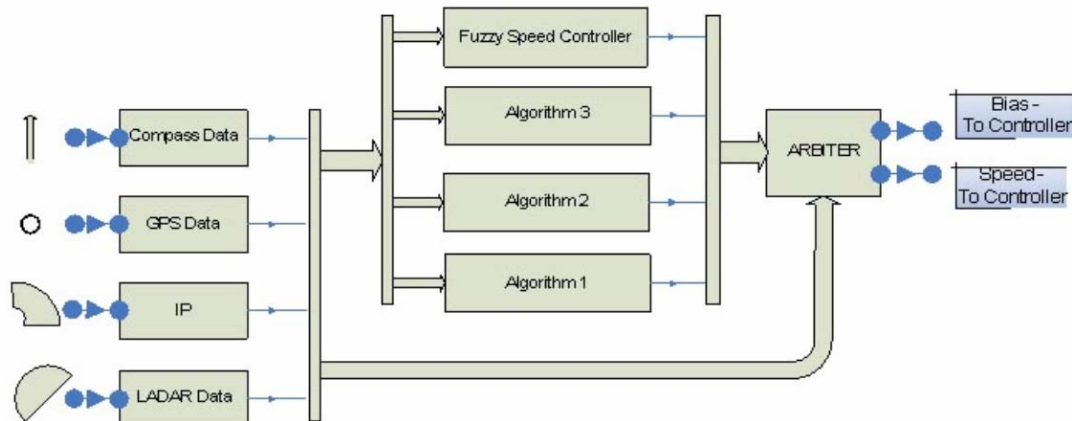 Fuzzy Speed Controller
Algorithm 3
Compass Data
ARBITER
Bias -
To Controller
Speed -
To Controller
GPS Data
Algorithm 2
IP
Algorithm 1
LADAR Data